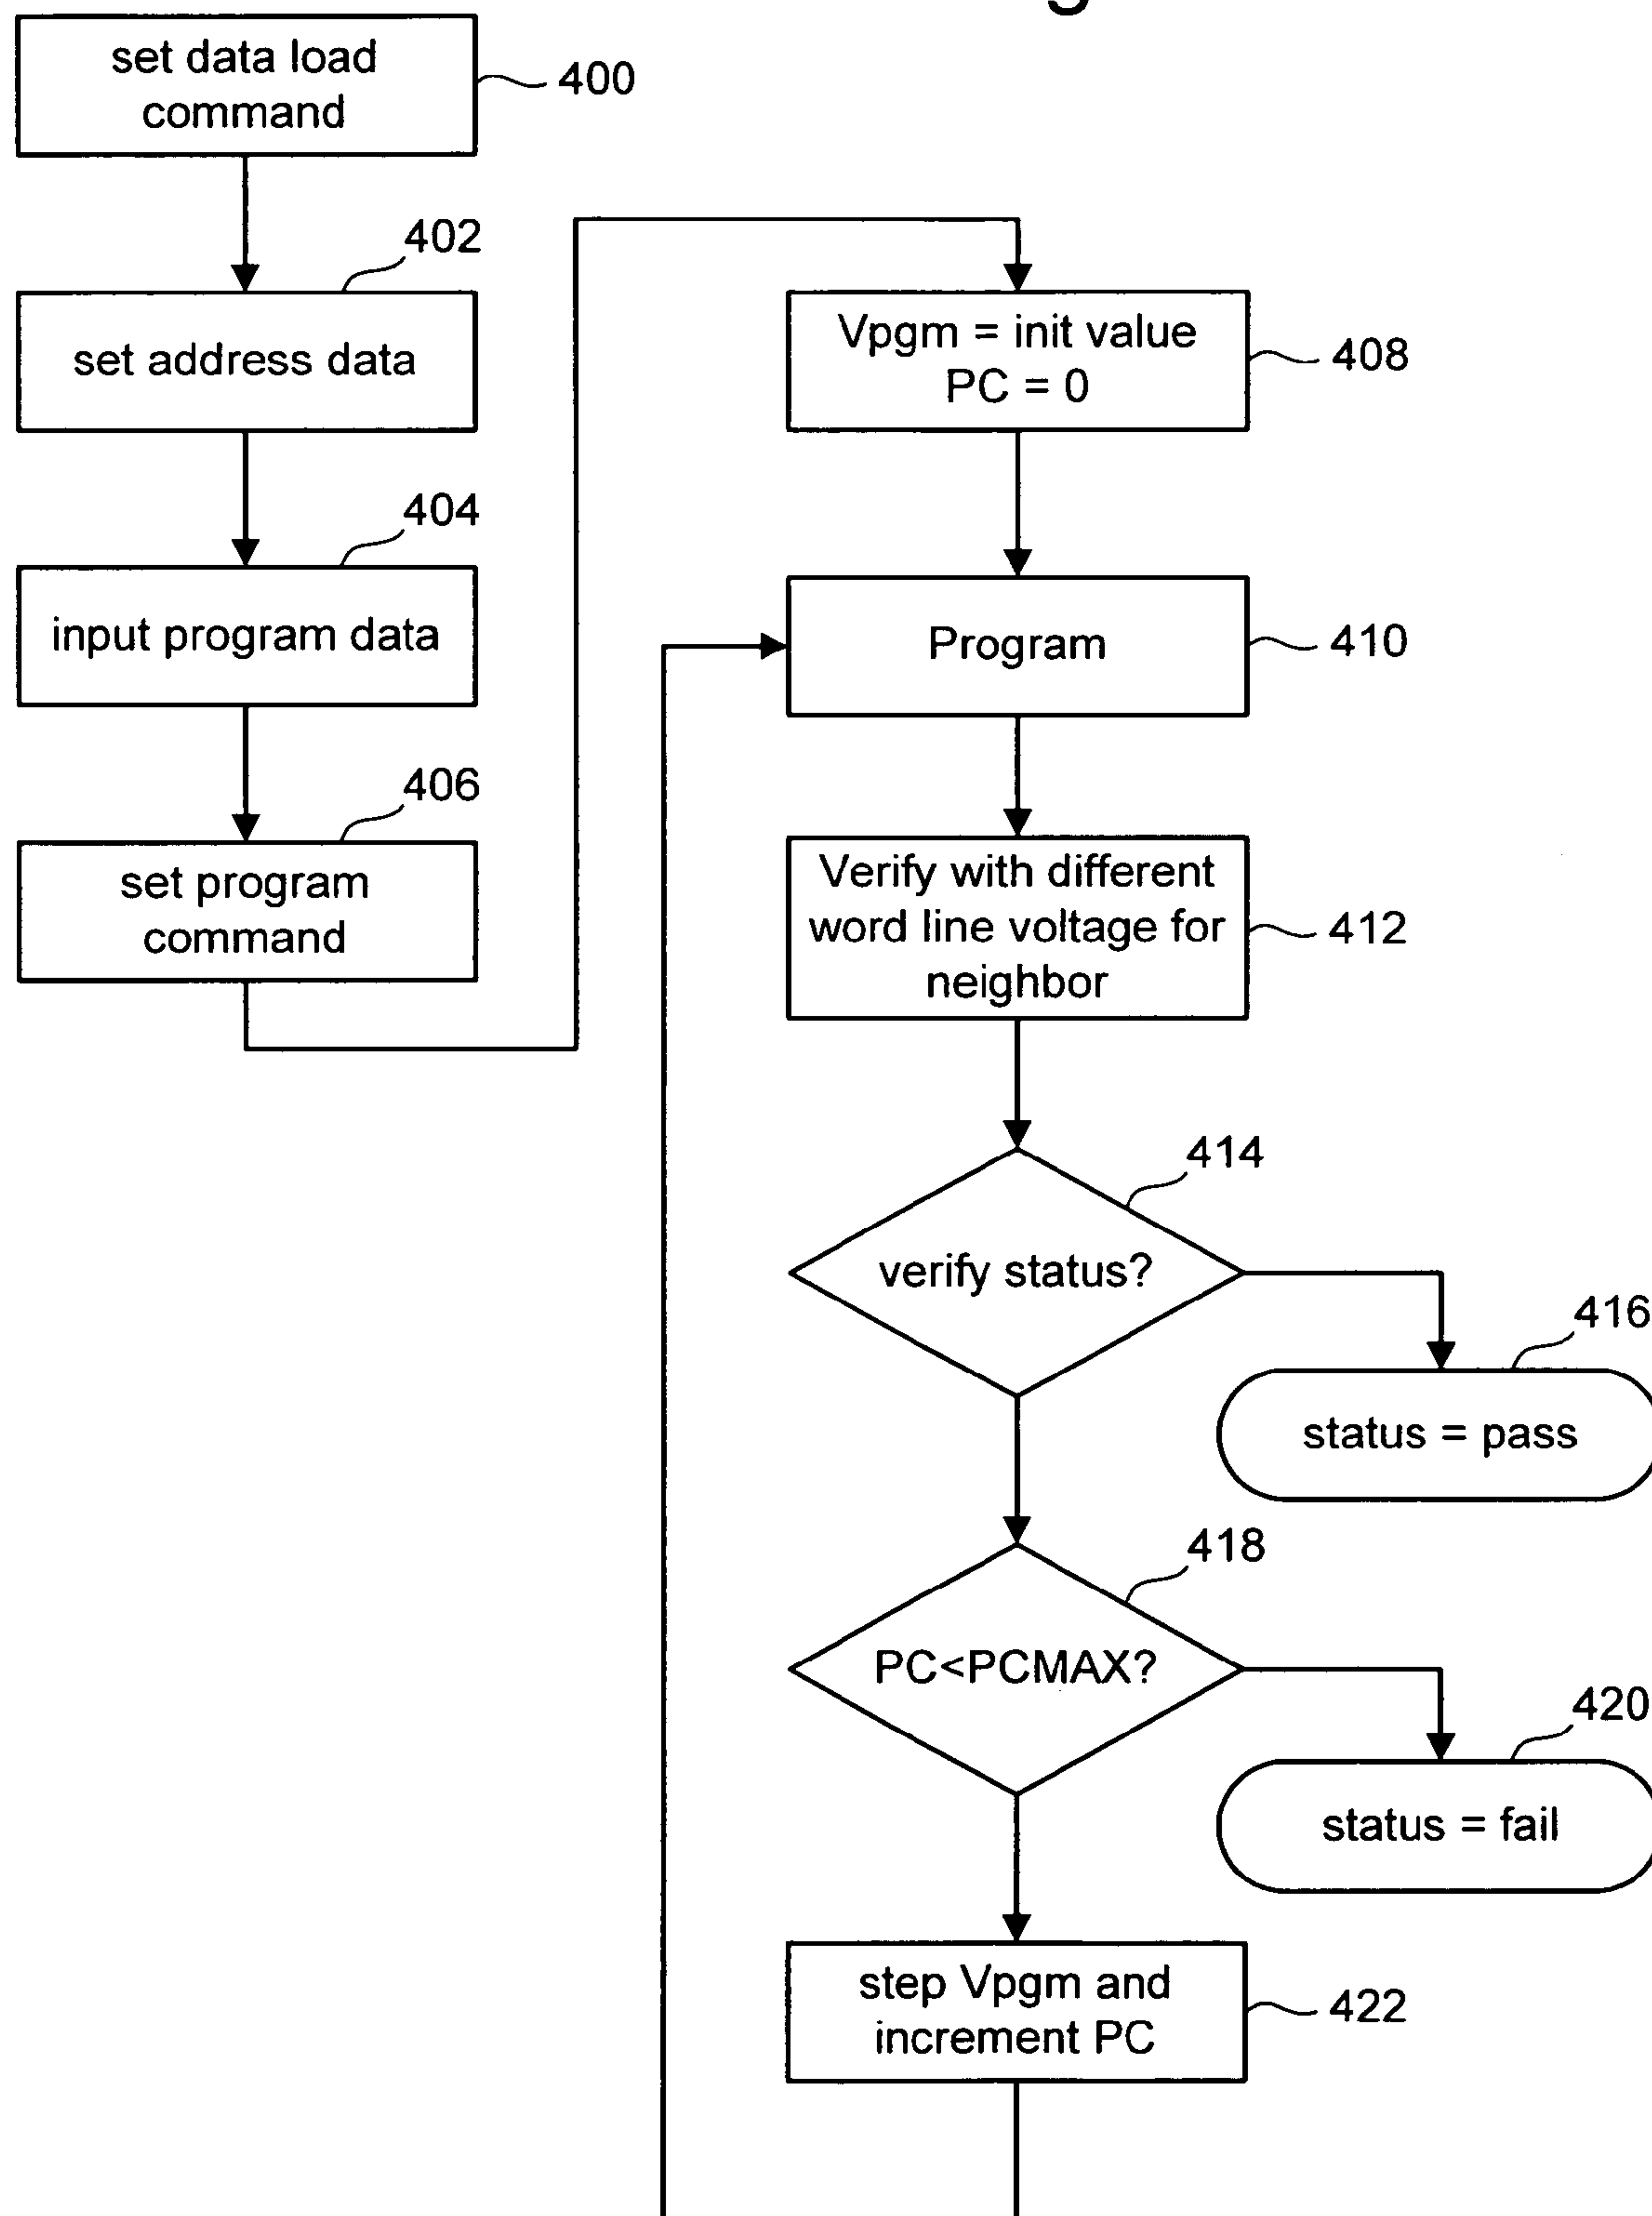 set data load
command
400
402
set address data
404
input program data
406
set program
command
Vpgm = init value
PC = 0
408
Program
410
Verify with different
word line voltage for
neighbor
412
414
verify status?
416
status = pass
418
PC<PCMAX?
420
status = fail
step Vpgm and
increment PC
422